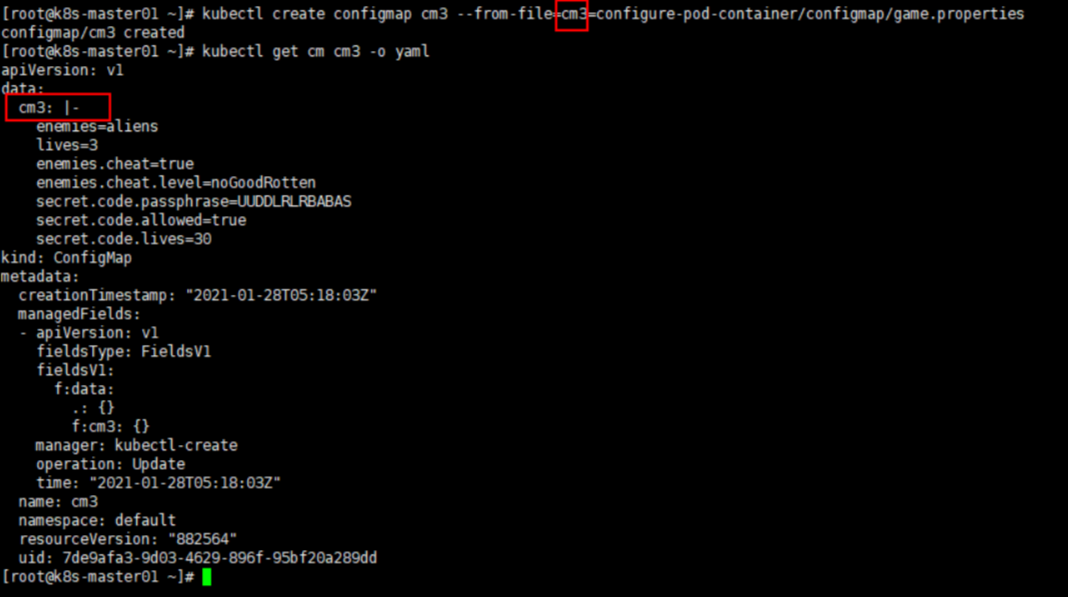 [root@k8s-master01 ~]# kubectl create configmap cm3 --from-file=cm3=configure-pod-container/configmap/game.properties
configmap/cm3 created
[root@k8s-master01 ~]# kubectl get cm cm3 -o yaml
apiVersion: v1
data:
  cm3: |-
    enemies=aliens
    lives=3
    enemies.cheat=true
    enemies.cheat.level=noGoodRotten
    secret.code.passphrase=UUDDLRLRBABAS
    secret.code.allowed=true
    secret.code.lives=30
kind: ConfigMap
metadata:
  creationTimestamp: "2021-01-28T05:18:03Z"
  managedFields:
  - apiVersion: v1
    fieldsType: FieldsV1
    fieldsV1:
      f:data:
        .: {}
        f:cm3: {}
    manager: kubectl-create
    operation: Update
    time: "2021-01-28T05:18:03Z"
  name: cm3
  namespace: default
  resourceVersion: "882564"
  uid: 7de9afa3-9d03-4629-896f-95bf20a289dd
[root@k8s-master01 ~]#